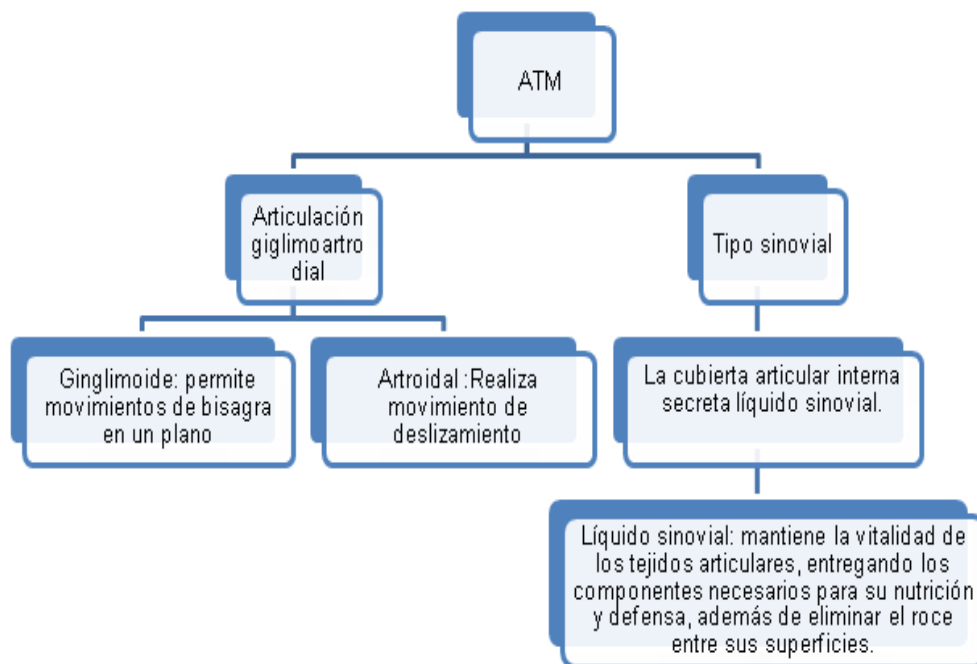 ATM
Articulación
giglimoartro
dial
Tipo sinovial
Ginglimoide: permite
movimientos de bisagra
en un plano
Artroidal :Realiza
movimiento de
deslizamiento
La cubierta articular interna
secreta líquido sinovial.
Líquido sinovial: mantiene la vitalidad de
los tejidos articulares, entregando los
componentes necesarios para su nutrición
y defensa, además de eliminar el roce
entre sus superficies.